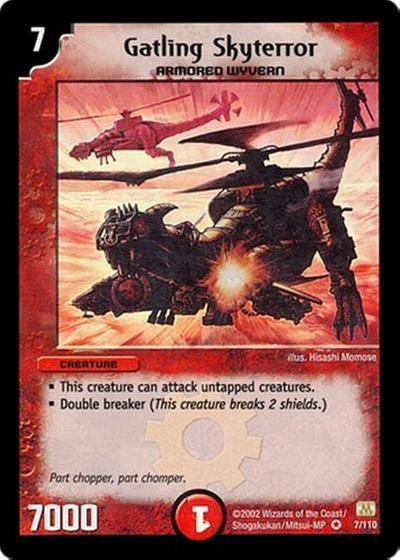 7
Gatling Skyterror
ARMORED WYVERN
illus. Hisashi Momose
CREATURE
▪ This creature can attack untapped creatures.
▪ Double breaker (This creature breaks 2 shields.)
Part chopper, part chomper.
7000
1
©2002 Wizards of the Coast/
Shogakukan/Mitsui-MP ✪ 7/110